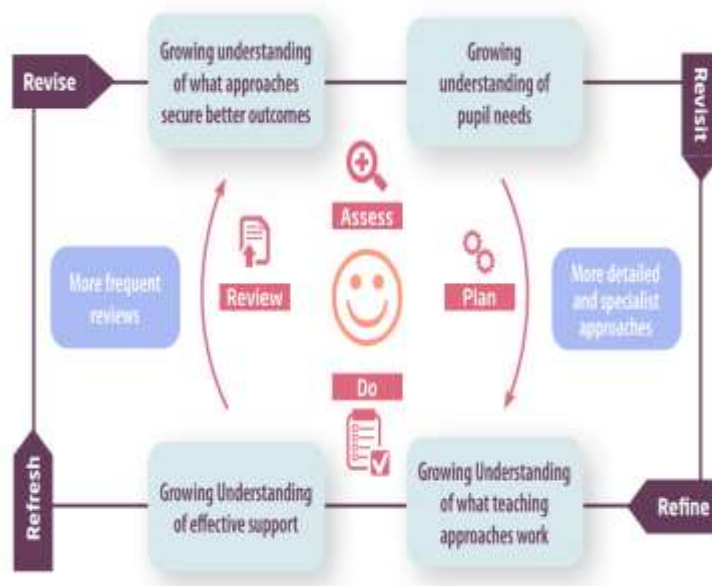 Revise
Growing understanding
of what approaches
secure better outcomes
Growing
understanding of
pupil needs
Revisit
Assess
More frequent
reviews
Review
Plan
More detailed
and specialist
approaches
Do
Refresh
Growing Understanding
of effective support
Growing Understanding
of what teaching
approaches work
Refine